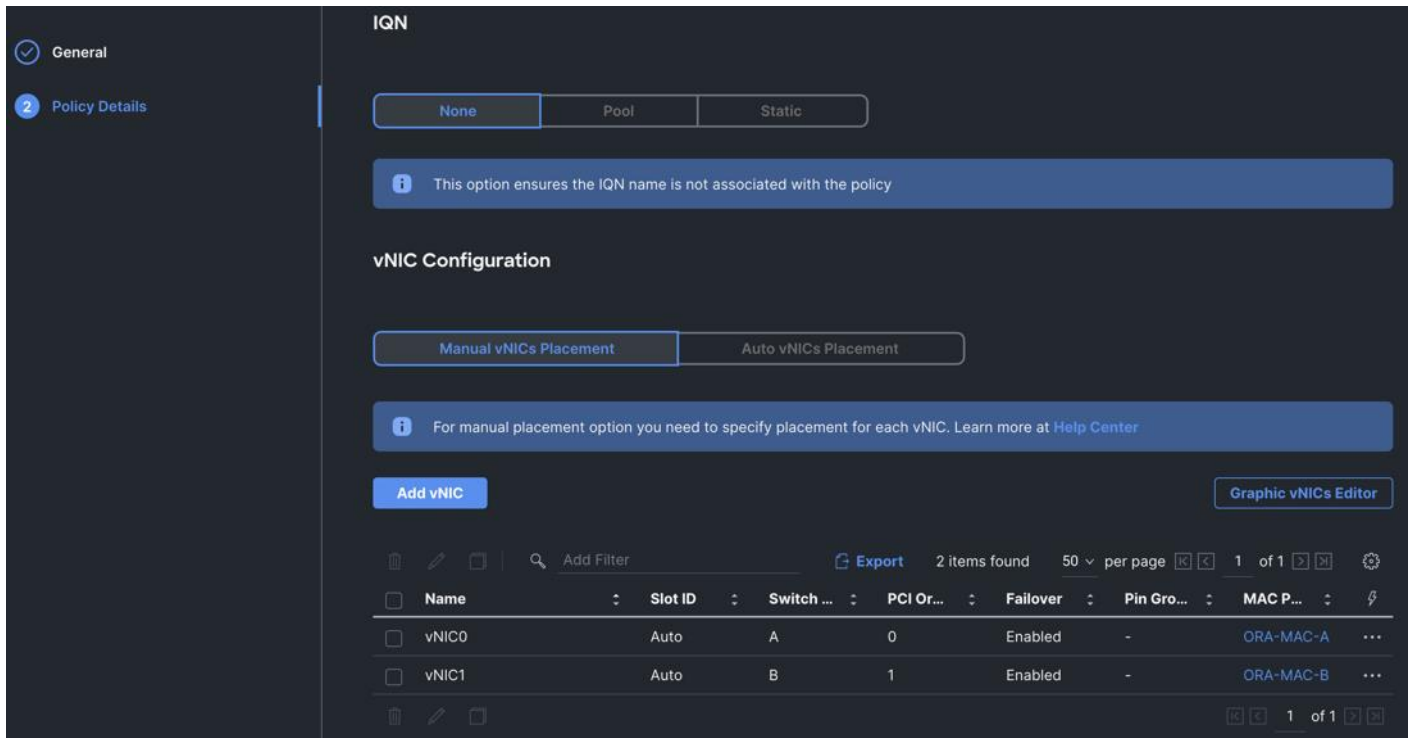 IQN
General
2 Policy Details
None Pool Static
This option ensures the IQN name is not associated with the policy
vNIC Configuration
Manual vNICs Placement Auto vNICs Placement
For manual placement option you need to specify placement for each vNIC. Learn more at Help Center
Add vNIC Graphic vNICs Editor
Add Filter Export 2 items found 50 per page 1 of 1
Name Slot ID Switch ... PCI Or... Failover Pin Gro... MAC P...
vNIC0 Auto A 0 Enabled - ORA-MAC-A ...
vNIC1 Auto B 1 Enabled - ORA-MAC-B ...
1 of 1